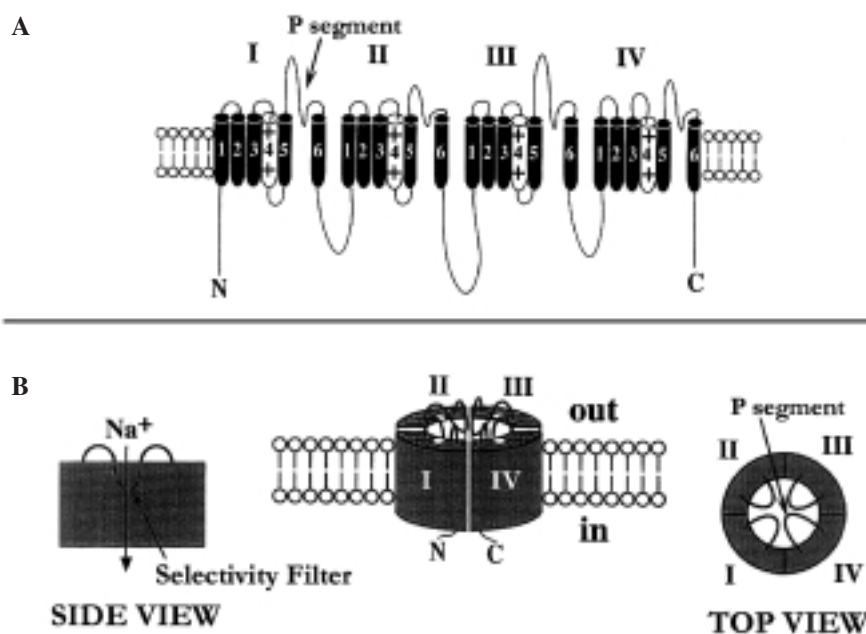 A
P segment
I II III IV
1 2 3 4 5 6 1 2 3 4 5 6 1 2 3 4 5 6 1 2 3 4 5 6
+ + + + + + + +
N C
B
II III
Na+
out
P segment
II III
I IV
in
N C
Selectivity Filter
I IV
SIDE VIEW
TOP VIEW